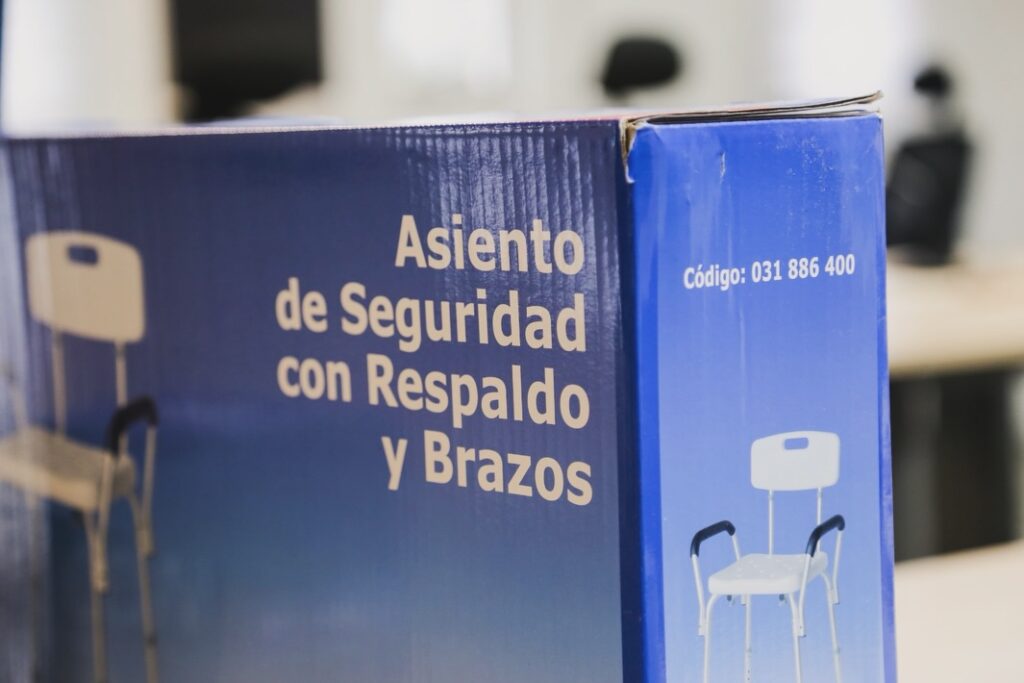 Asiento
de Seguridad
con Respaldo
y Brazos
Código: 031 886 400